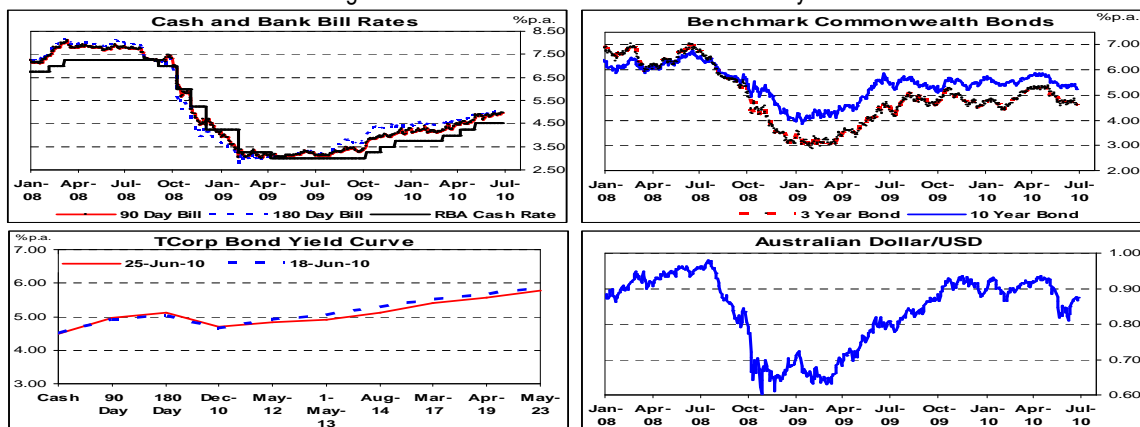 Cash and Bank Bill Rates
%p.a.
8.50
7.50
6.50
5.50
4.50
3.50
2.50
Jan-08 Apr-08 Jul-08 Oct-08 Jan-09 Apr-09 Jul-09 Oct-09 Jan-10 Apr-10 Jul-10
90 Day Bill 180 Day Bill RBA Cash Rate
Benchmark Commonwealth Bonds
%p.a.
7.00
6.00
5.00
4.00
3.00
2.00
Jan-08 Apr-08 Jul-08 Oct-08 Jan-09 Apr-09 Jul-09 Oct-09 Jan-10 Apr-10 Jul-10
3 Year Bond 10 Year Bond
TCorp Bond Yield Curve
%p.a.
7.00
6.00
5.00
4.00
3.00
25-Jun-10 18-Jun-10
Cash 90 Day 180 Day Dec-10 May-12 1-May-13 Aug-14 Mar-17 Apr-19 May-23
Australian Dollar/USD
1.00
0.90
0.80
0.70
0.60
Jan-08 Apr-08 Jul-08 Oct-08 Jan-09 Apr-09 Jul-09 Oct-09 Jan-10 Apr-10 Jul-10